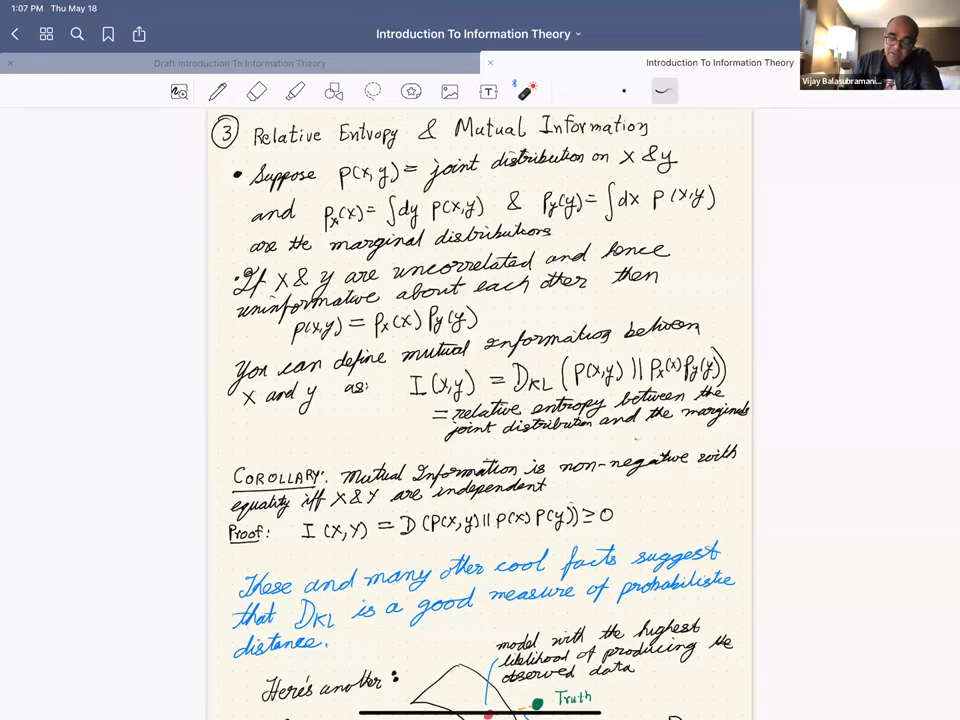 1:07 PM Thu May 18
Introduction To Information Theory
Draft Introduction To Information Theory
Introduction To Information Theory
Vijay Balasubramani...
③ Relative Entropy & Mutual Information
• Suppose p(x,y) = joint distribution on x & y
and Px(x) = ∫dy p(x,y) & Py(y) = ∫dx p(x,y)
are the marginal distributions
• If X & y are uncorrelated and hence
uninformative about each other then
p(x,y) = Px(x) Py(y)
You can define mutual information between
X and y as: I(x,y) = DKL (p(x,y) || Px(x) Py(y))
= relative entropy between the
joint distribution and the marginals
COROLLARY: Mutual Information is non-negative with
equality iff X & Y are independent
Proof: I(X,Y) = D(p(x,y) || p(x) p(y)) ≥ 0
These and many other cool facts suggest
that DKL is a good measure of probabilistic
distance.
model with the highest
likelihood of producing the
observed data
Here's another:
Truth